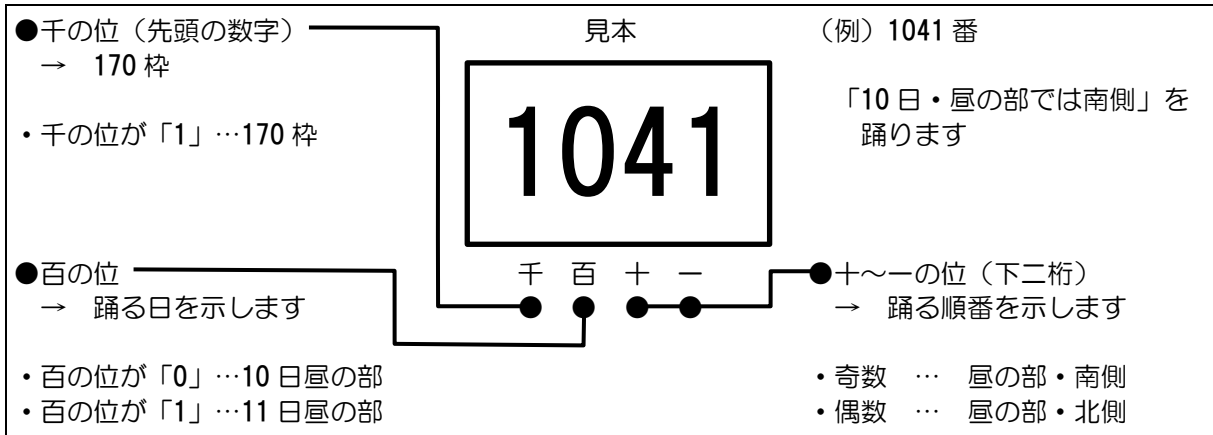 ●千の位（先頭の数字）
→ 170 枠
・千の位が「1」…170 枠
見本
1041
千 百 十 一
（例）1041 番
「10 日・昼の部では南側」を
踊ります
●百の位
→ 踊る日を示します
・百の位が「0」…10 日昼の部
・百の位が「1」…11 日昼の部
●十～一の位（下二桁）
→ 踊る順番を示します
・奇数 … 昼の部・南側
・偶数 … 昼の部・北側